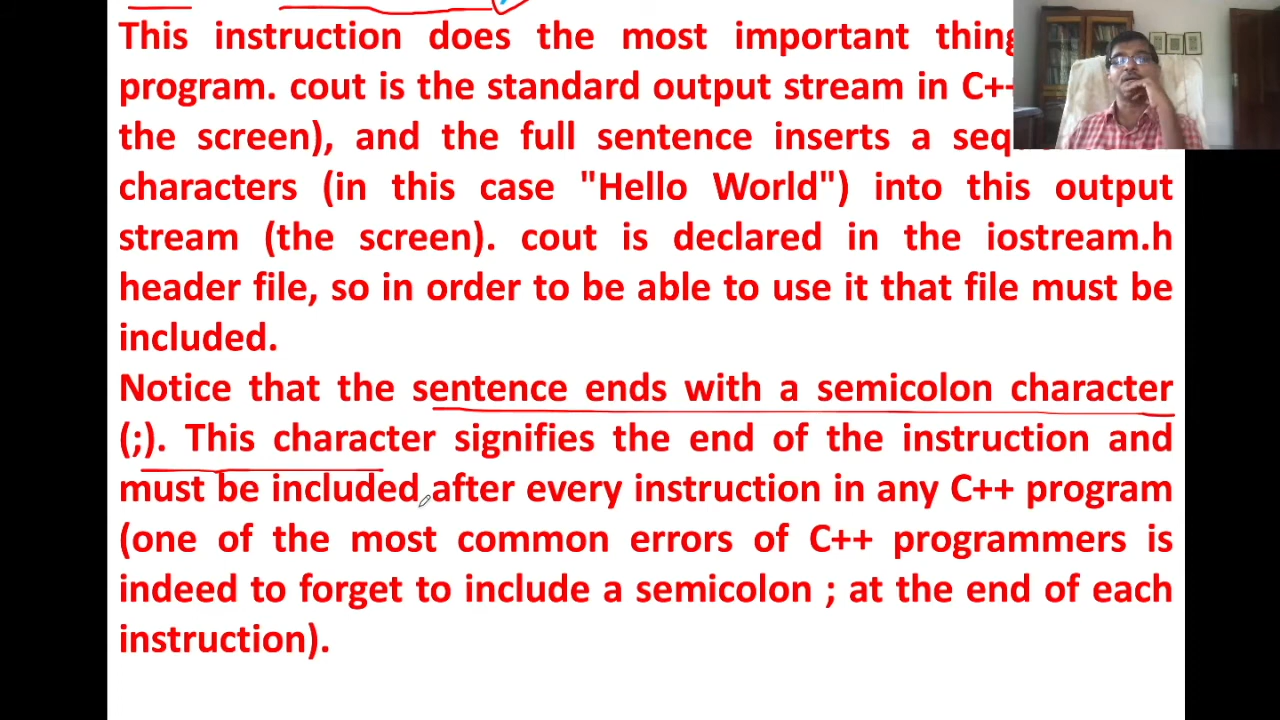 This instruction does the most important thing
program. cout is the standard output stream in C++
the screen), and the full sentence inserts a
characters (in this case "Hello World") into this output
stream (the screen). cout is declared in the iostream.h
header file, so in order to be able to use it that file must be
included.
Notice that the sentence ends with a semicolon character
(;). This character signifies the end of the instruction and
must be included after every instruction in any C++ program
(one of the most common errors of C++ programmers is
indeed to forget to include a semicolon ; at the end of each
instruction).